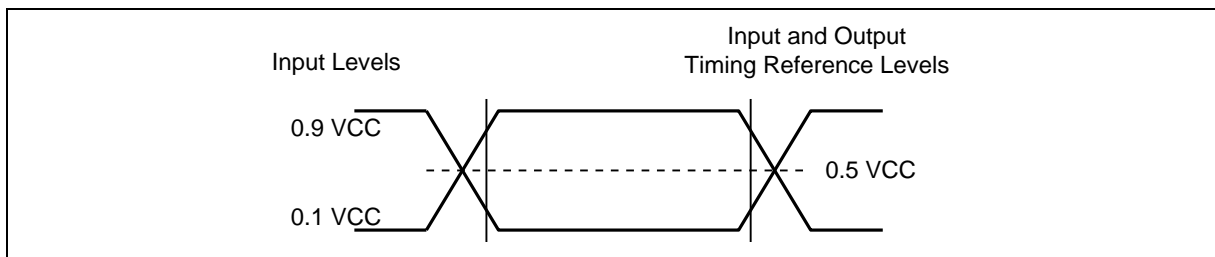 Input Levels
Input and Output
Timing Reference Levels
0.9 VCC
0.5 VCC
0.1 VCC